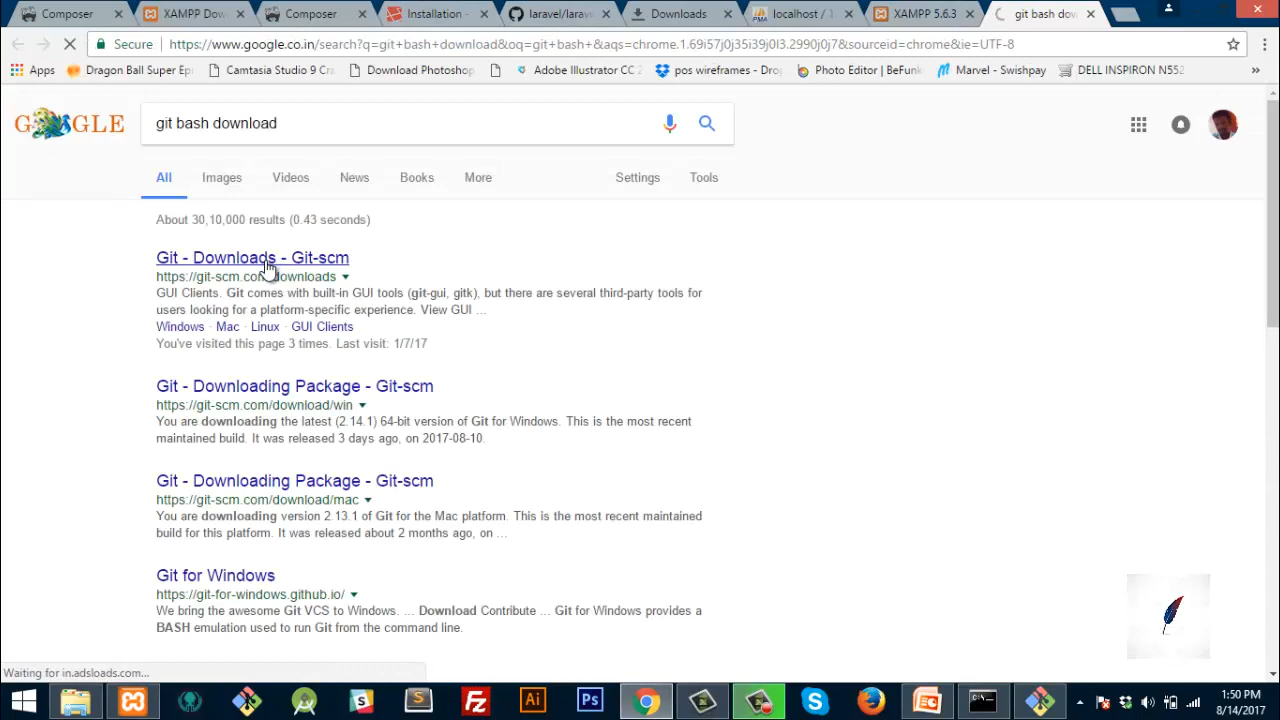 Composer
XAMPP Dow
Composer
Installation -
laravel/larav
Downloads
localhost / 1
XAMPP 5.6.3
git bash dow
Secure
https://www.google.co.in/search?q=git+bash+download&oq=git+bash+&aqs=chrome.1.69i57j0j35i39j0l3.2990j0j7&sourceid=chrome&ie=UTF-8
Apps
Dragon Ball Super Epi
Camtasia Studio 9 Cra
Download Photoshop
Adobe Illustrator CC 2
pos wireframes - Drop
Photo Editor | BeFunk
Marvel - Swishpay
DELL INSPIRON N552
»
GOOGLE
git bash download
All
Images
Videos
News
Books
More
Settings
Tools
About 30,10,000 results (0.43 seconds)
Git - Downloads - Git-scm
https://git-scm.com/downloads
GUI Clients. Git comes with built-in GUI tools (git-gui, gitk), but there are several third-party tools for
users looking for a platform-specific experience. View GUI ...
Windows · Mac · Linux · GUI Clients
You've visited this page 3 times. Last visit: 1/7/17
Git - Downloading Package - Git-scm
https://git-scm.com/download/win
You are downloading the latest (2.14.1) 64-bit version of Git for Windows. This is the most recent
maintained build. It was released 3 days ago, on 2017-08-10.
Git - Downloading Package - Git-scm
https://git-scm.com/download/mac
You are downloading version 2.13.1 of Git for the Mac platform. This is the most recent maintained
build for this platform. It was released about 2 months ago, on ...
Git for Windows
https://git-for-windows.github.io/
We bring the awesome Git VCS to Windows. ... Download Contribute ... Git for Windows provides a
BASH emulation used to run Git from the command line.
Waiting for in.adsloads.com...
Fz
Ai
Ps
1:50 PM
8/14/2017